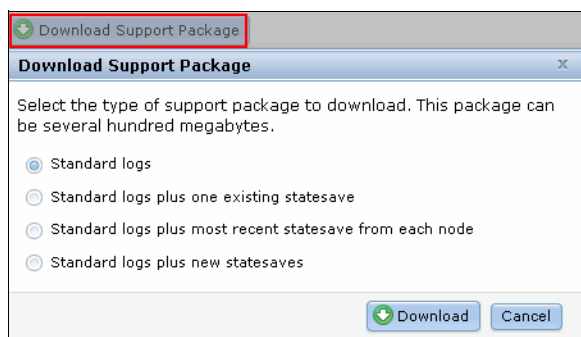 Download Support Package
Download Support Package x
Select the type of support package to download. This package can
be several hundred megabytes.
Standard logs
Standard logs plus one existing statesave
Standard logs plus most recent statesave from each node
Standard logs plus new statesaves
Download Cancel